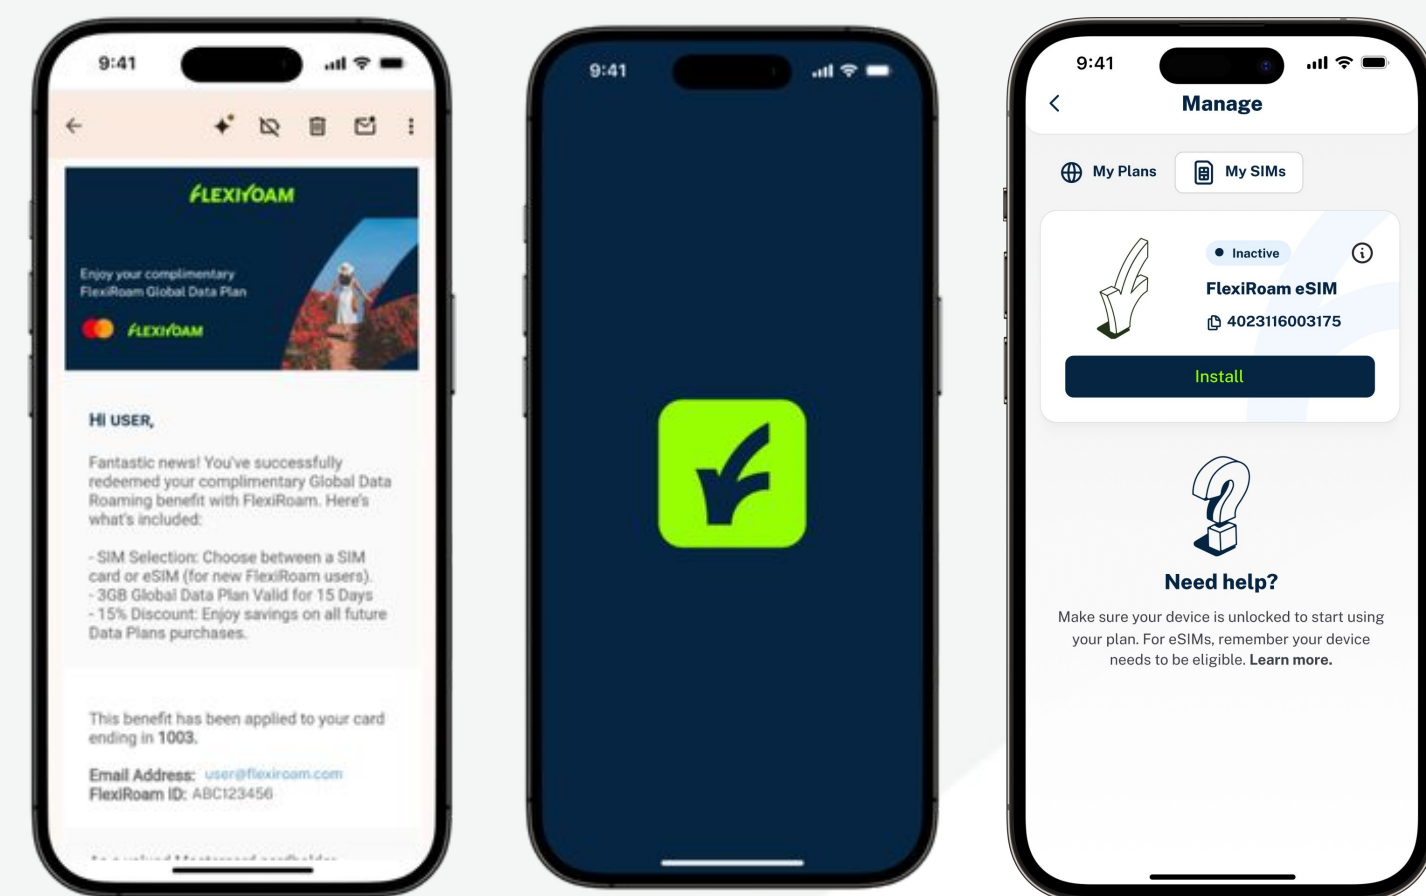 9:41
FLEXIROAM
Enjoy your complimentary
FlexiRoam Global Data Plan
FLEXIROAM
Hi USER,
Fantastic news! You've successfully
redeemed your complimentary Global Data
Roaming benefit with FlexiRoam. Here's
what's included:
- SIM Selection: Choose between a SIM
card or eSIM (for new FlexiRoam users).
- 3GB Global Data Plan Valid for 15 Days
- 15% Discount: Enjoy savings on all future
Data Plans purchases.
This benefit has been applied to your card
ending in 1003.
Email Address: user@flexiroam.com
FlexiRoam ID: ABC123456
9:41
9:41
Manage
My Plans
My SIMs
Inactive
FlexiRoam eSIM
4023116003175
Install
Need help?
Make sure your device is unlocked to start using
your plan. For eSIMs, remember your device
needs to be eligible. Learn more.